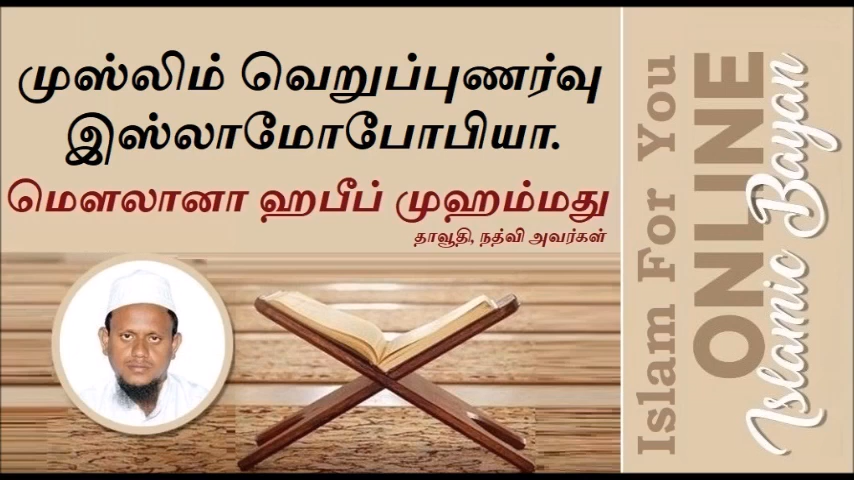 முஸ்லிம் வெறுப்புணர்வு
இஸ்லாமோபோபியா.
மௌலானா ஹபீப் முஹம்மது
தாவூதி, நத்வி அவர்கள்
Islam For You
ONLINE
Islamic Bayan